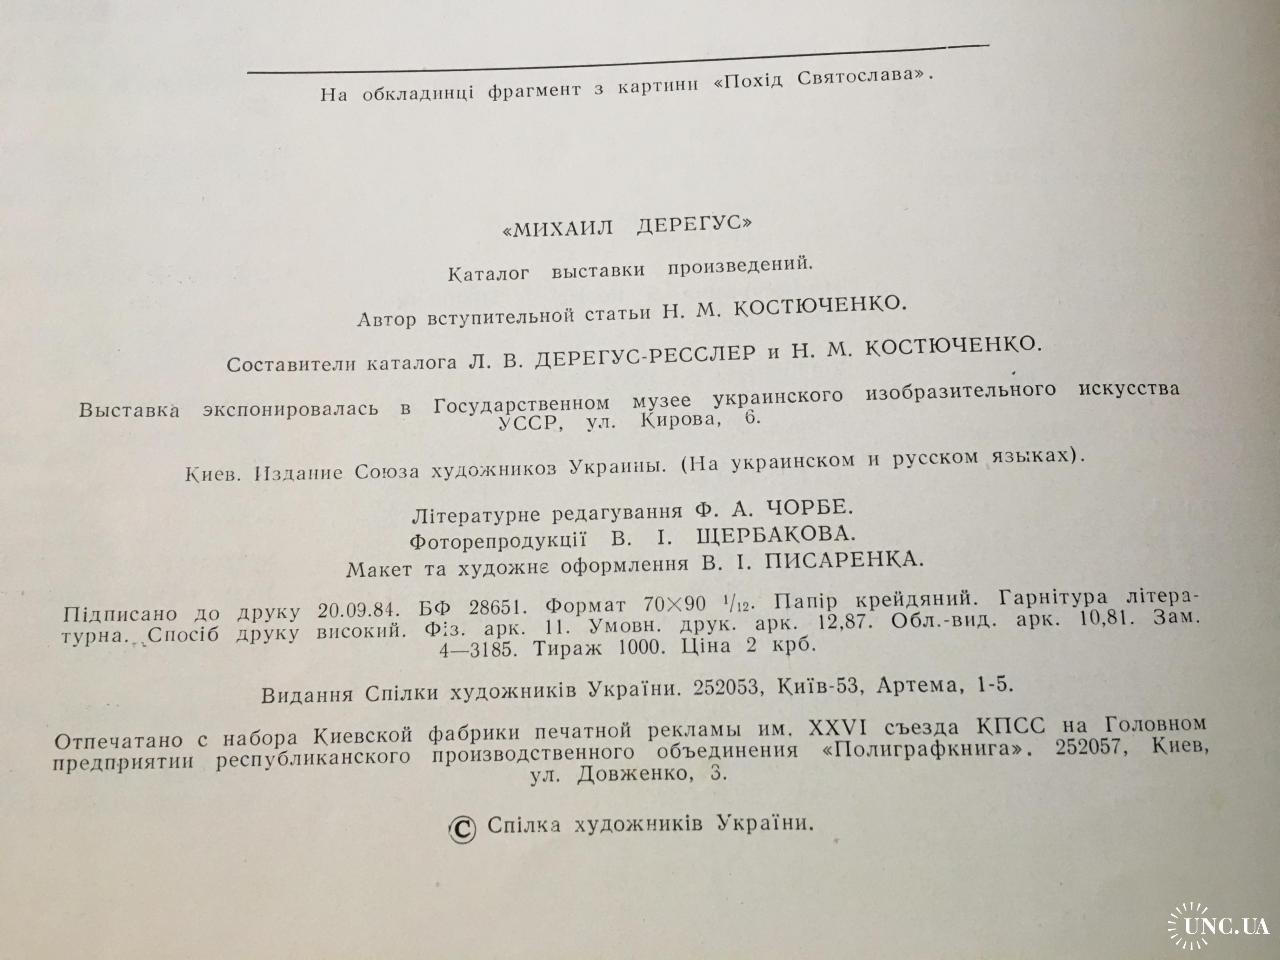 На обкладинці фрагмент з картини «Похід Святослава».
«МИХАИЛ ДЕРЕГУС»
Каталог выставки произведений.
Автор вступительной статьи Н. М. КОСТЮЧЕНКО.
Составители каталога Л. В. ДЕРЕГУС-РЕССЛЕР и Н. М. КОСТЮЧЕНКО.
Выставка экспонировалась в Государственном музее украинского изобразительного искусства
УССР, ул. Кирова, 6.
Киев. Издание Союза художников Украины. (На украинском и русском языках).
Літературне редагування Ф. А. ЧОРБЕ.
Фоторепродукції В. І. ЩЕРБАКОВА.
Макет та художнє оформлення В. І. ПИСАРЕНКА.
Підписано до друку 20.09.84. БФ 28651. Формат 70×90 1/12. Папір крейдяний. Гарнітура літера-
турна. Спосіб друку високий. Фіз. арк. 11. Умовн. друк. арк. 12,87. Обл.-вид. арк. 10,81. Зам.
4—3185. Тираж 1000. Ціна 2 крб.
Видання Спілки художників України. 252053, Київ-53, Артема, 1-5.
Отпечатано с набора Киевской фабрики печатной рекламы им. XXVI съезда КПСС на Головном
предприятии республиканского производственного объединения «Полиграфкнига». 252057, Киев,
ул. Довженко, 3.
© Спілка художників України.
UNC.UA